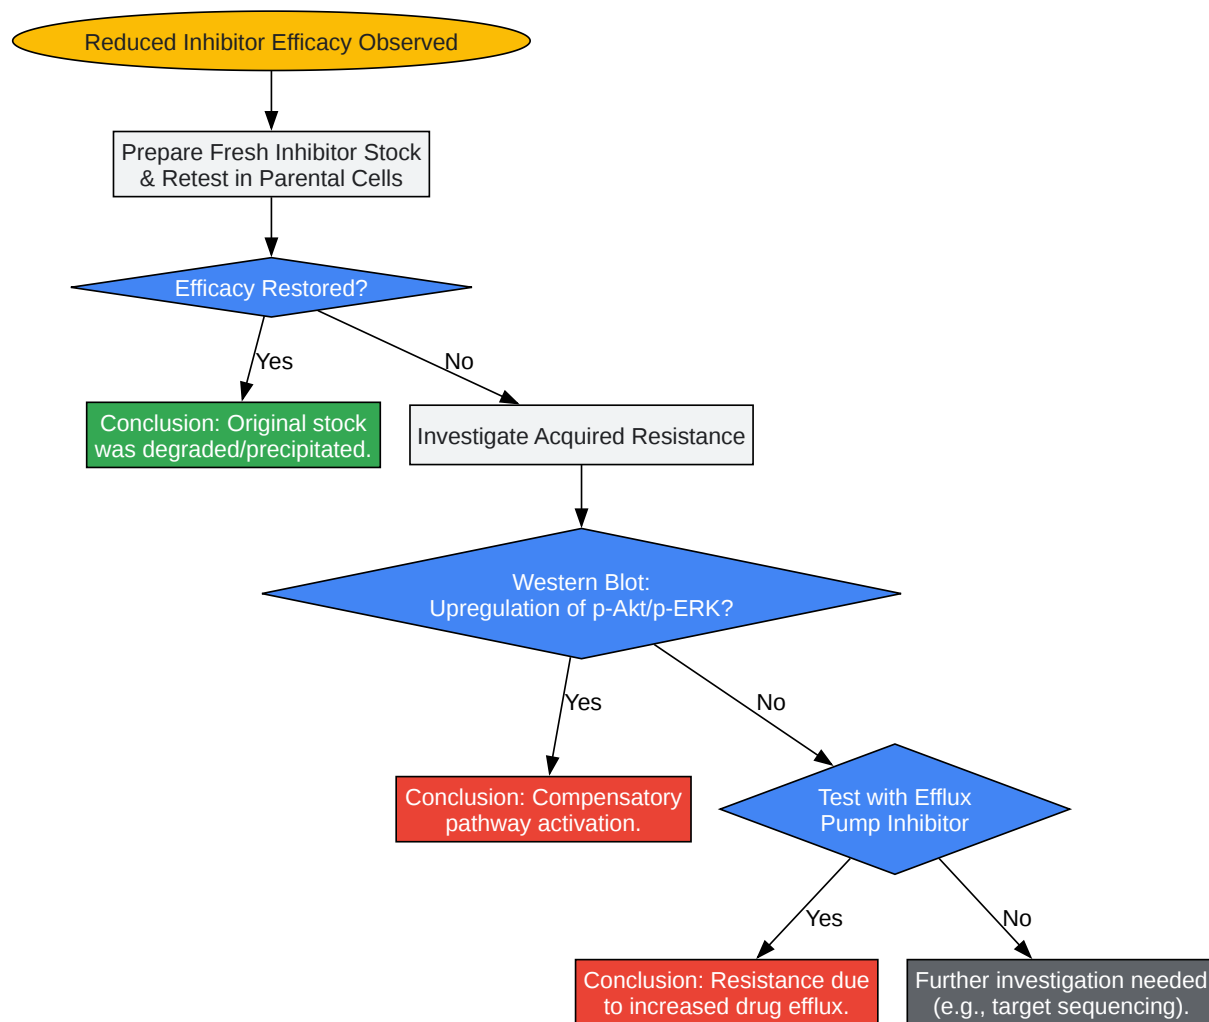 Reduced Inhibitor Efficacy Observed
Prepare Fresh Inhibitor Stock
& Retest in Parental Cells
Efficacy Restored?
Yes
No
Conclusion: Original stock
was degraded/precipitated.
Investigate Acquired Resistance
Western Blot:
Upregulation of p-Akt/p-ERK?
Yes
No
Conclusion: Compensatory
pathway activation.
Test with Efflux
Pump Inhibitor
Yes
No
Conclusion: Resistance due
to increased drug efflux.
Further investigation needed
(e.g., target sequencing).